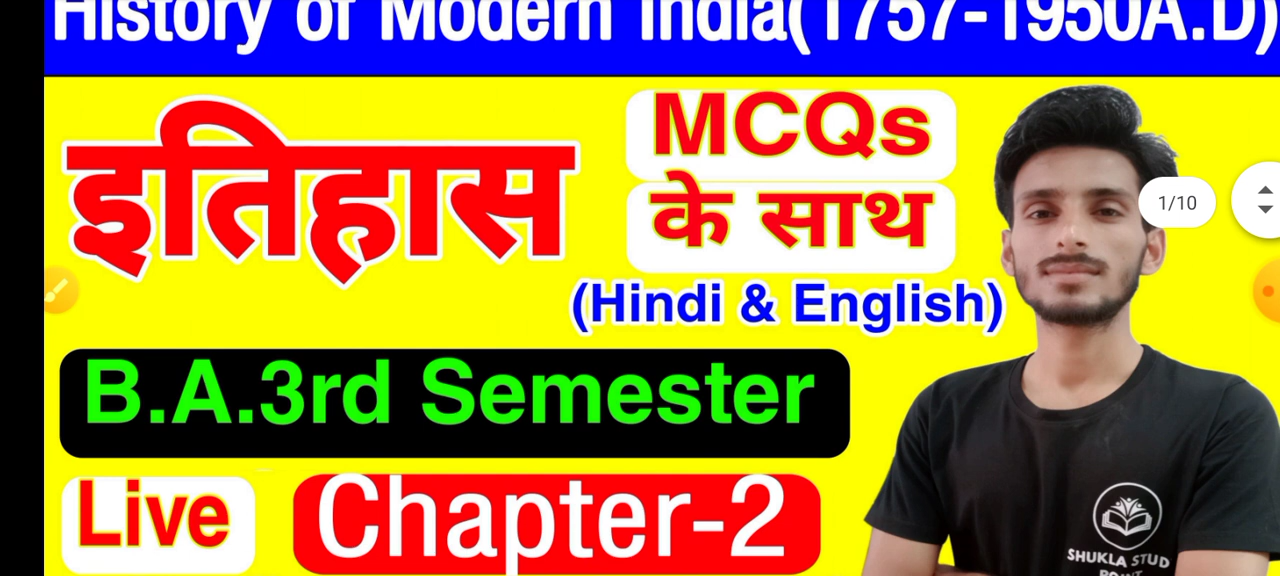 History of Modern India(1757-1950A.D)
इतिहास
MCQs
के साथ
(Hindi & English)
1/10
B.A.3rd Semester
Live
Chapter-2
SHUKLA STUD
POINT